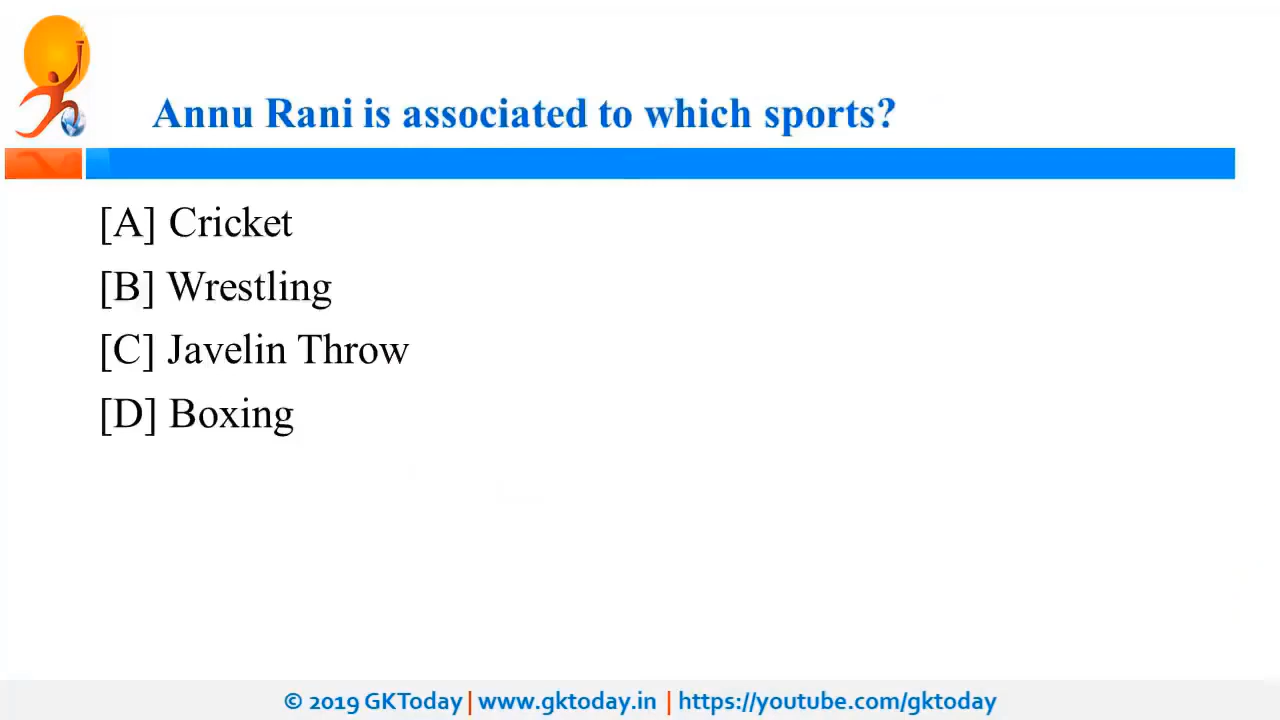 Annu Rani is associated to which sports?
[A] Cricket
[B] Wrestling
[C] Javelin Throw
[D] Boxing
© 2019 GKToday | www.gktoday.in | https://youtube.com/gktoday